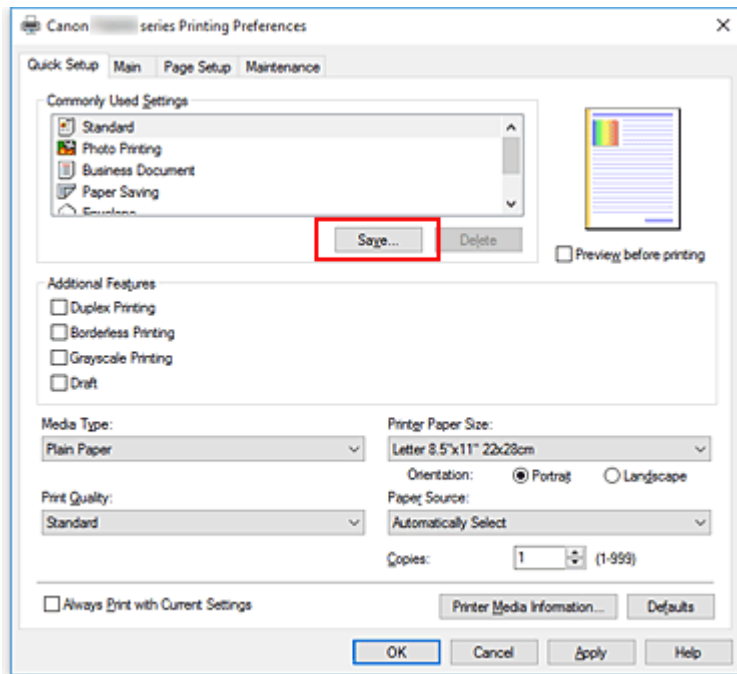 Canon series Printing Preferences
Quick Setup Main Page Setup Maintenance
Commonly Used Settings
Standard
Photo Printing
Business Document
Paper Saving
Envelope
Save... Delete
Preview before printing
Additional Features
Duplex Printing
Borderless Printing
Grayscale Printing
Draft
Media Type: Printer Paper Size:
Plain Paper Letter 8.5"x11" 22x28cm
Orientation: Portrait Landscape
Print Quality: Paper Source:
Standard Automatically Select
Copies: 1 (1-999)
Always Print with Current Settings Printer Media Information... Defaults
OK Cancel Apply Help